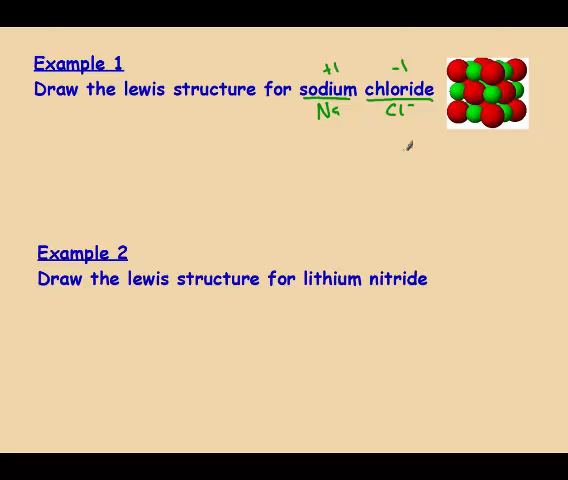 Example 1
+1 -1
Draw the lewis structure for sodium chloride
Na Cl⁻
Example 2
Draw the lewis structure for lithium nitride